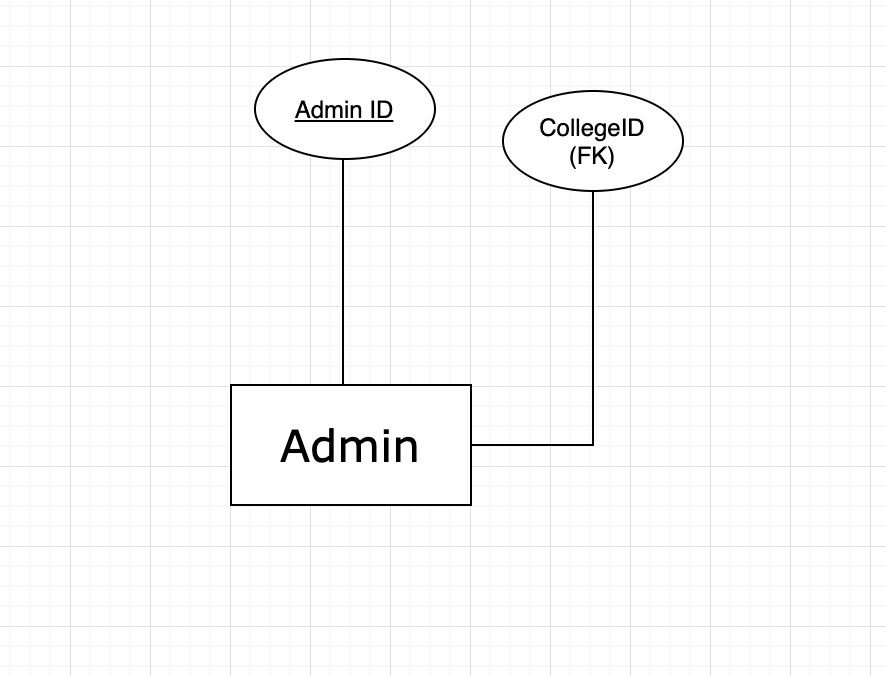 Admin ID
CollegeID
(FK)
Admin